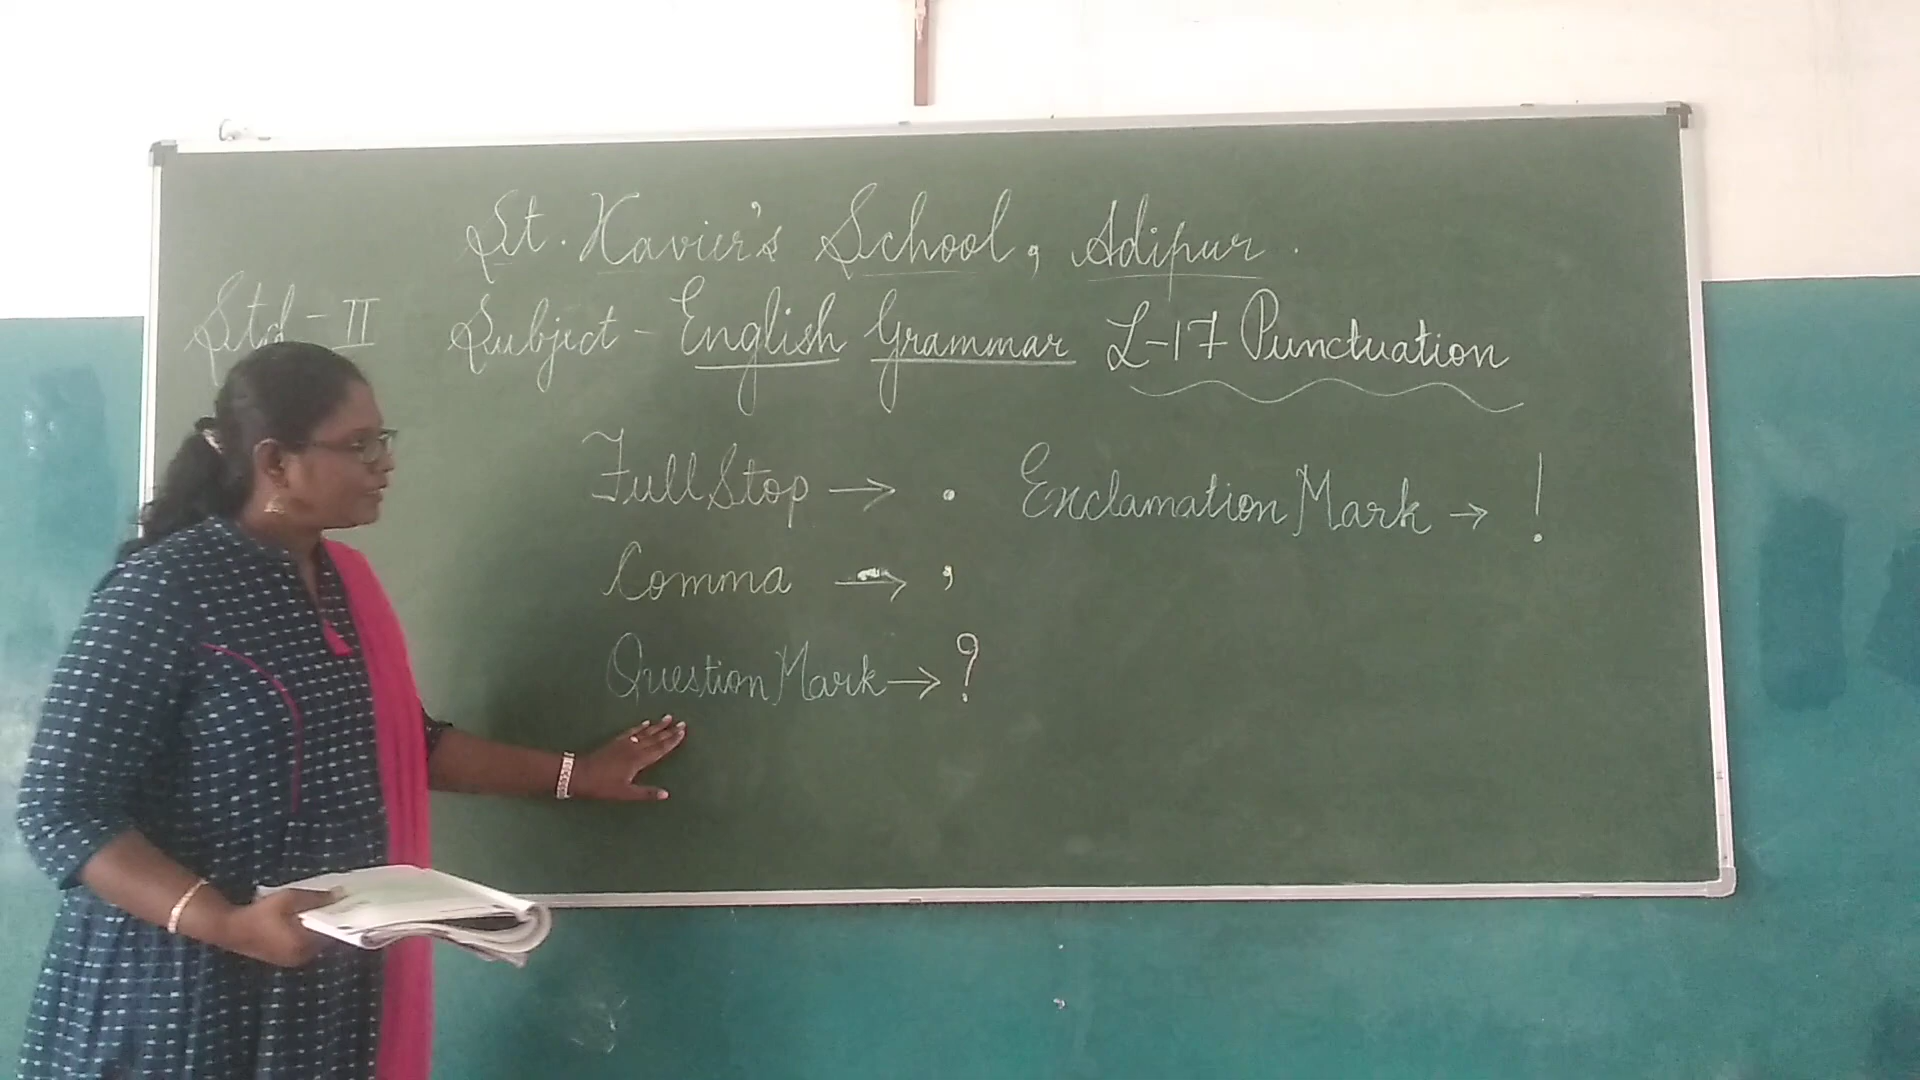 St. Xavier's School, Adipur.
Std - II Subject - English Grammar L-17 Punctuation
Full Stop → . Exclamation Mark → !
Comma → ,
Question Mark → ?